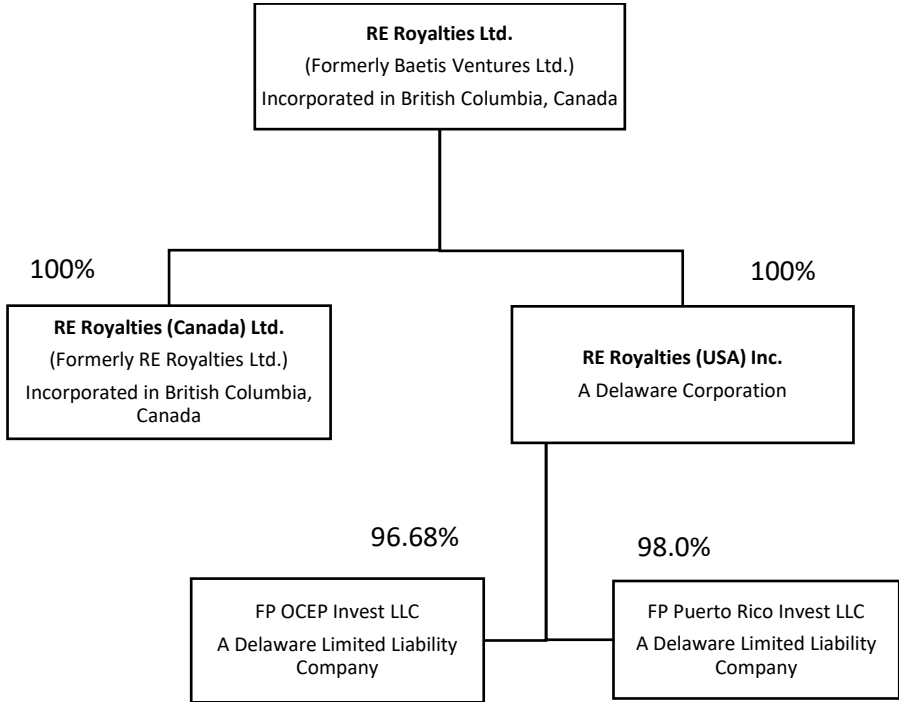 RE Royalties Ltd.
(Formerly Baetis Ventures Ltd.)
Incorporated in British Columbia, Canada
100%
100%
RE Royalties (Canada) Ltd.
(Formerly RE Royalties Ltd.)
Incorporated in British Columbia,
Canada
RE Royalties (USA) Inc.
A Delaware Corporation
96.68%
98.0%
FP OCEP Invest LLC
A Delaware Limited Liability
Company
FP Puerto Rico Invest LLC
A Delaware Limited Liability
Company